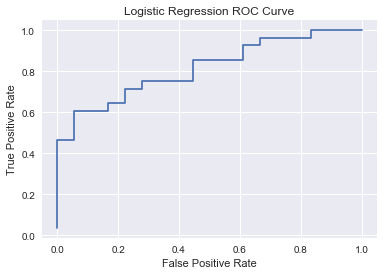 Logistic Regression ROC Curve
1.0
0.8
0.6
0.4
0.2
0.0
True Positive Rate
0.0 0.2 0.4 0.6 0.8 1.0
False Positive Rate